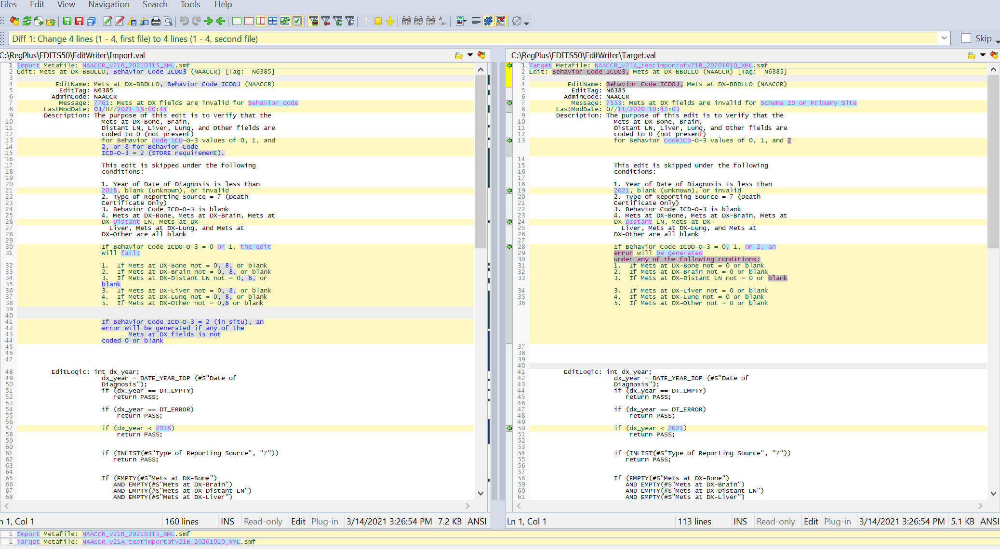 Files Edit View Navigation Search Tools Help
Diff 1: Change 4 lines (1 - 4, first file) to 4 lines (1 - 4, second file)
Skip
C:\RegPlus\EDITS50\EditWriter\Import.val
1 Import Metafile: NAACCR_v21B_20210315_XML.smf
2 Edit: Mets at DX-BBDLLO, Behavior Code ICDO3 (NAACCR) [Tag:  N6385]
3
4 EditName: Mets at DX-BBDLLO, Behavior Code ICDO3 (NAACCR)
5 EditTag: N6385
6 AdminCode: NAACCR
7 Message: 7761: Mets at DX fields are invalid for Behavior code
8 LastModDate: 03/07/2021 18:00:44
9 Description: The purpose of this edit is to verify that the
10 Mets at DX-Bone, Brain,
11 Distant LN, Liver, Lung, and Other fields are
12 coded to 0 (not present)
13 for Behavior Code ICD-O-3 values of 0, 1, and
14 2, or 8 for Behavior Code
15 ICD-O-3 = 2 (STORE requirement).
16
17 This edit is skipped under the following
18 conditions:
19
20 1. Year of Date of Diagnosis is less than
21 2018, blank (unknown), or invalid
22 2. Type of Reporting Source = 7 (Death
23 Certificate Only)
24 3. Behavior Code ICD-O-3 is blank
25 4. Mets at DX-Bone, Mets at DX-Brain, Mets at
26 DX-Distant LN, Mets at DX-
27 Liver, Mets at DX-Lung, and Mets at
28 DX-Other are all blank
29
30 If Behavior Code ICDO-O-3 = 0 or 1, the edit
31 will fail:
32 1.  If Mets at DX-Bone not = 0, 8, or blank
33 2.  If Mets at DX-Brain not = 0, 8, or blank
34 3.  If Mets at DX-Distant LN not = 0, 8, or
35 blank
36 3.  If Mets at DX-Liver not = 0, 8, or blank
37 4.  If Mets at DX-Lung not = 0, 8, or blank
38 5.  If Mets at DX-Other not = 0,8 or blank
39
40
41 If Behavior Code ICD-O-3 = 2 (in situ), an
42 error will be generated if any of the
43 Mets at DX fields is not
44 coded 0 or blank
45
46
47
48 EditLogic: int dx_year;
49 dx_year = DATE_YEAR_IOP (#S"Date of
50 Diagnosis");
51 if (dx_year == DT_EMPTY)
52 return PASS;
53
54 if (dx_year == DT_ERROR)
55 return PASS;
56
57 if (dx_year < 2018)
58 return PASS;
59
60
61 if (INLIST(#S"Type of Reporting Source", "7"))
62 return PASS;
63
64
65 If (EMPTY(#S"Mets at DX-Bone")
66 AND EMPTY(#S"Mets at DX-Brain")
67 AND EMPTY(#S"Mets at DX-Distant LN")
68 AND EMPTY(#S"Mets at DX-Liver")
n 1, Col 1 160 lines INS Read-only Edit Plug-in 3/14/2021 3:26:54 PM 7.2 KB ANSI
C:\RegPlus\EDITS50\EditWriter\Target.val
1 Target Metafile: NAACCR_v21A_testimportofv21B_20201010_XML.smf
2 Edit: Behavior Code ICDO3, Mets at DX-BBDLLO (NAACCR) [Tag:  N6385]
3
4 EditName: Behavior Code ICDO3, Mets at DX-BBDLLO (NAACCR)
5 EditTag: N6385
6 AdminCode: NAACCR
7 Message: 7553: Mets at DX fields are invalid for Schema ID or Primary Site
8 LastModDate: 07/11/2020 10:47:03
9 Description: The purpose of this edit is to verify that the
10 Mets at DX-Bone, Brain,
11 Distant LN, Liver, Lung, and Other fields are
12 coded to 0 (not present)
13 for Behavior CodeICD-O-3 values of 0, 1, and 2
14
15 This edit is skipped under the following
16 conditions:
17
18 1. Year of Date of Diagnosis is less than
19 2021, blank (unknown), or invalid
20 2. Type of Reporting Source = 7 (Death
21 Certificate Only)
22 3. Behavior Code ICD-O-3 is blank
23 4. Mets at DX-Bone, Mets at DX-Brain, Mets at
24 DX-DIstant LN, Mets at DX-
25 Liver, Mets at DX-Lung, and Mets at
26 DX-Other are all blank
27
28 If Behavior Code ICDO-O-3 = 0, 1, or 2, an
29 error will be generated
30 under any of the following conditions:
31 1.  If Mets at DX-Bone not = 0 or blank
32 2.  If Mets at DX-Brain not = 0 or blank
33 3.  If Mets at DX-Distant LN not = 0 or blank
34 3.  If Mets at DX-Liver not = 0 or blank
35 4.  If Mets at DX-Lung not = 0 or blank
36 5.  If Mets at DX-Other not = 0 or blank
37
38
39
40
41 EditLogic: int dx_year;
42 dx_year = DATE_YEAR_IOP (#S"Date of
43 Diagnosis");
44 if (dx_year == DT_EMPTY)
45 return PASS;
46
47 if (dx_year == DT_ERROR)
48 return PASS;
49
50 if (dx_year < 2021)
51 return PASS;
52
53
54 if (INLIST(#S"Type of Reporting Source", "7"))
55 return PASS;
56
57
58 If (EMPTY(#S"Mets at DX-Bone")
59 AND EMPTY(#S"Mets at DX-Brain")
60 AND EMPTY(#S"Mets at DX-Distant LN")
61 AND EMPTY(#S"Mets at DX-Liver")
Ln 1, Col 1 113 lines INS Read-only Edit Plug-in 3/14/2021 3:26:54 PM 5.1 KB ANSI
1 Import Metafile: NAACCR_v21B_20210315_XML.smf
1 Target Metafile: NAACCR_v21A_testimportofv21B_20201010_XML.smf